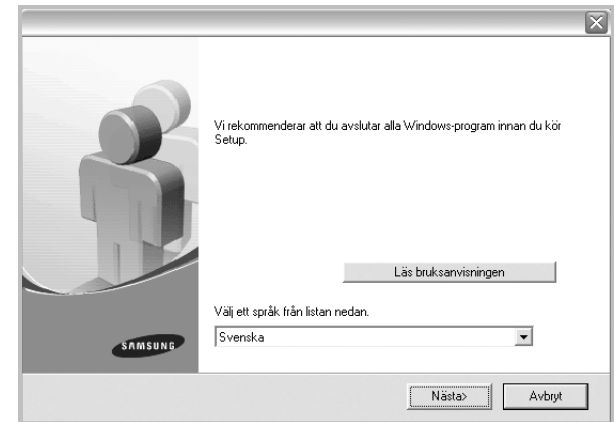 Vi rekommenderar att du avslutar alla Windows-program innan du kör
Setup.
Läs bruksanvisningen
Välj ett språk från listan nedan.
Svenska
SAMSUNG
Nästa>
Avbryt